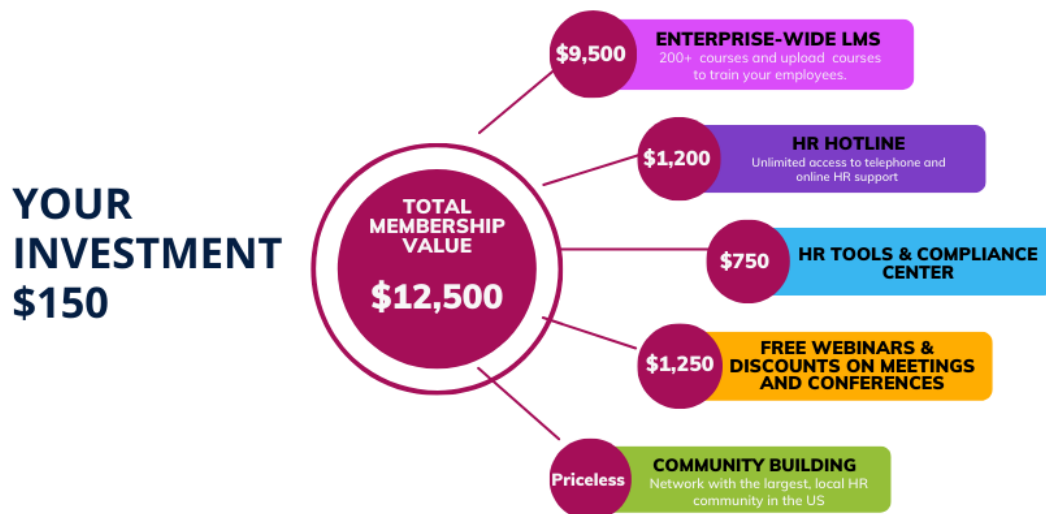 YOUR
INVESTMENT
$150
TOTAL
MEMBERSHIP
VALUE
$12,500
$9,500
ENTERPRISE-WIDE LMS
200+ courses and upload courses
to train your employees.
$1,200
HR HOTLINE
Unlimited access to telephone and
online HR support
$750
HR TOOLS & COMPLIANCE
CENTER
$1,250
FREE WEBINARS &
DISCOUNTS ON MEETINGS
AND CONFERENCES
Priceless
COMMUNITY BUILDING
Network with the largest, local HR
community in the US